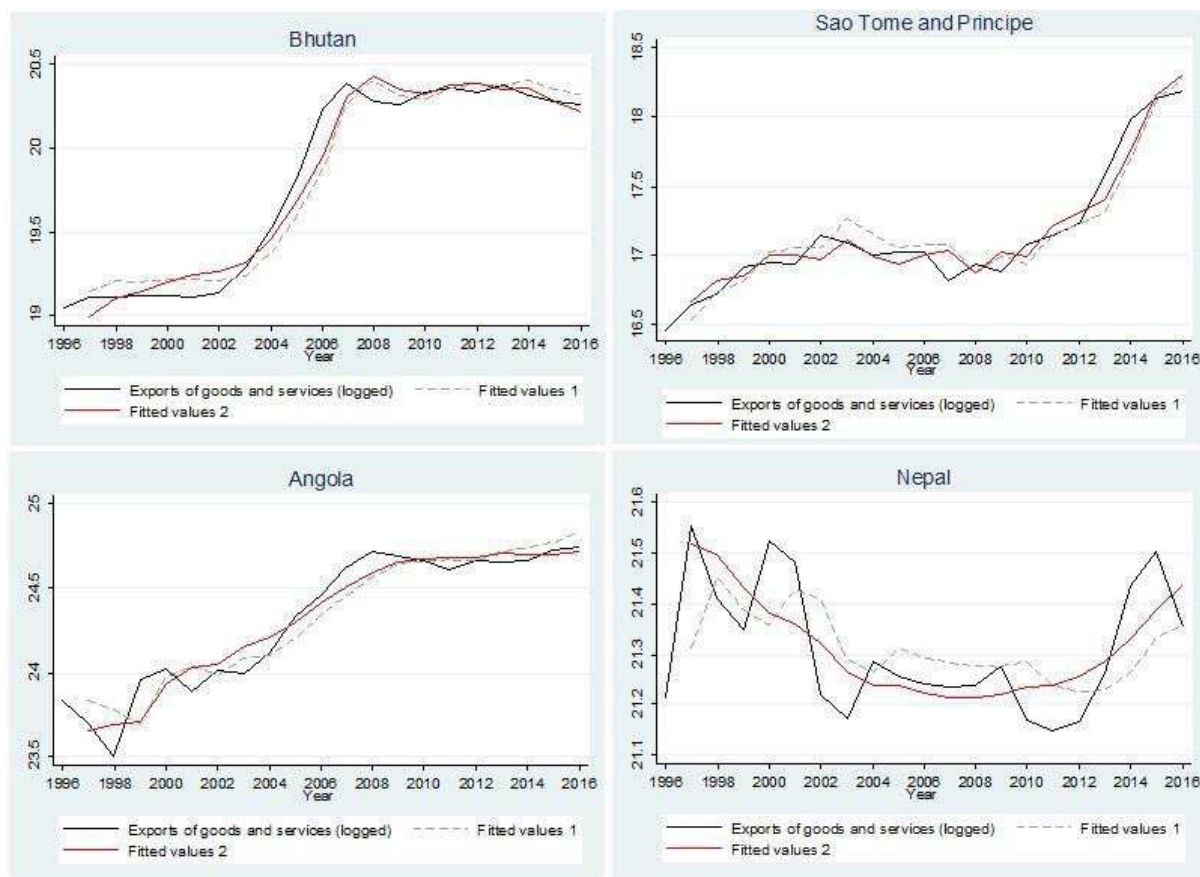 Bhutan
20.5
20
19.5
19
1996 1998 2000 2002 2004 2006 2008 2010 2012 2014 2016
Year
Exports of goods and services (logged) Fitted values 1
Fitted values 2
Sao Tome and Principe
18.5
18
17.5
17
16.5
1996 1998 2000 2002 2004 2006 2008 2010 2012 2014 2016
Year
Exports of goods and services (logged) Fitted values 1
Fitted values 2
Angola
25
24.5
24
23.5
1996 1998 2000 2002 2004 2006 2008 2010 2012 2014 2016
Year
Exports of goods and services (logged) Fitted values 1
Fitted values 2
Nepal
21.6
21.5
21.4
21.3
21.2
21.1
1996 1998 2000 2002 2004 2006 2008 2010 2012 2014 2016
Year
Exports of goods and services (logged) Fitted values 1
Fitted values 2